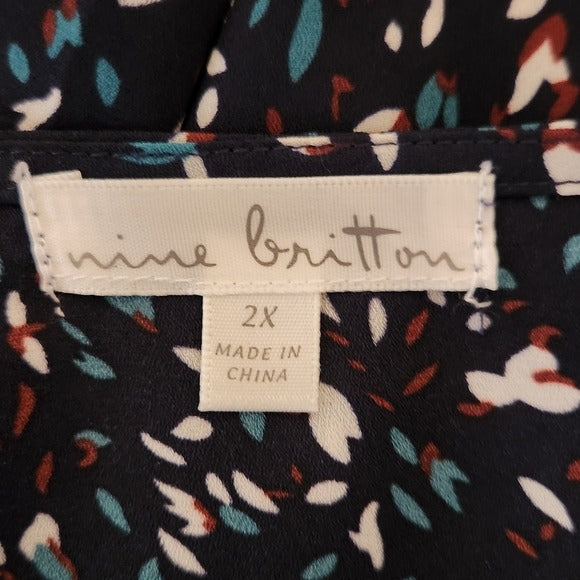 nine britton
2X
MADE IN
CHINA